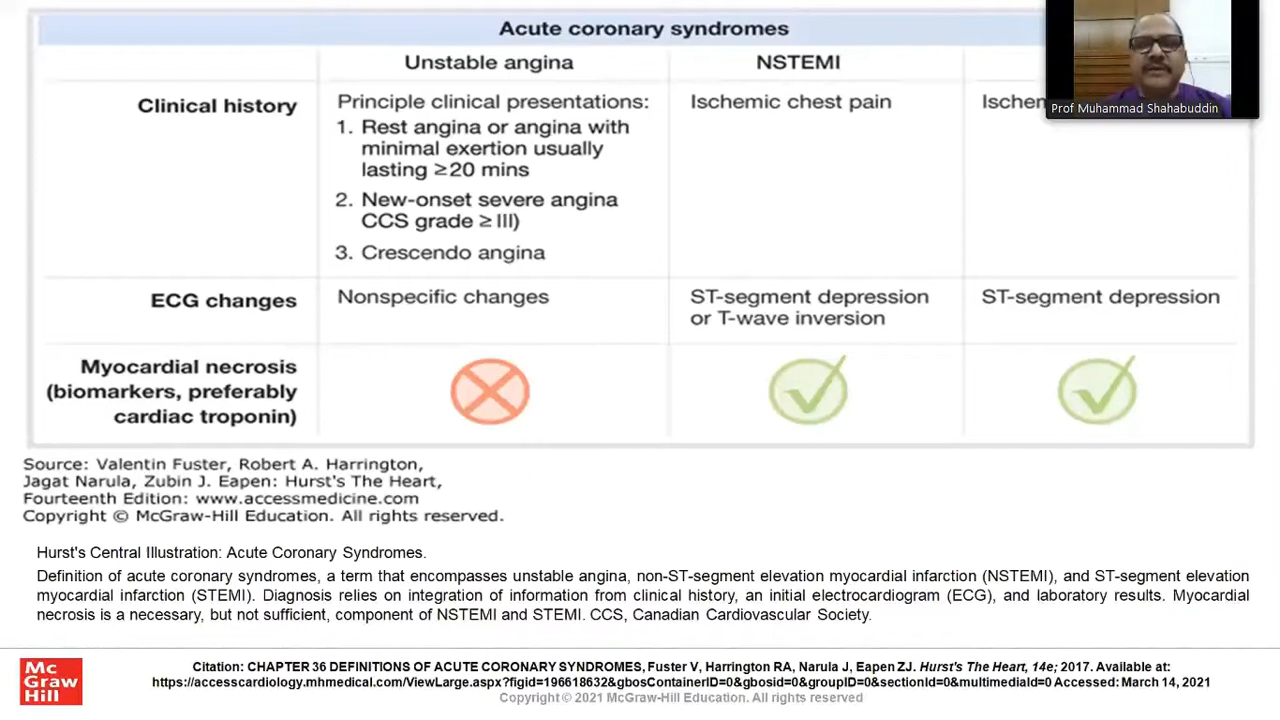 Acute coronary syndromes
Unstable angina
NSTEMI
Prof Muhammad Shahabuddin
Clinical history
Principle clinical presentations:
1. Rest angina or angina with
minimal exertion usually
lasting ≥20 mins
2. New-onset severe angina
CCS grade ≥ III)
3. Crescendo angina
Ischemic chest pain
ECG changes
Nonspecific changes
ST-segment depression
or T-wave inversion
ST-segment depression
Myocardial necrosis
(biomarkers, preferably
cardiac troponin)
Source: Valentin Fuster, Robert A. Harrington,
Jagat Narula, Zubin J. Eapen: Hurst's The Heart,
Fourteenth Edition: www.accessmedicine.com
Copyright © McGraw-Hill Education. All rights reserved.
Hurst's Central Illustration: Acute Coronary Syndromes.
Definition of acute coronary syndromes, a term that encompasses unstable angina, non-ST-segment elevation myocardial infarction (NSTEMI), and ST-segment elevation
myocardial infarction (STEMI). Diagnosis relies on integration of information from clinical history, an initial electrocardiogram (ECG), and laboratory results. Myocardial
necrosis is a necessary, but not sufficient, component of NSTEMI and STEMI. CCS, Canadian Cardiovascular Society.
Mc
Graw
Hill
Citation: CHAPTER 36 DEFINITIONS OF ACUTE CORONARY SYNDROMES, Fuster V, Harrington RA, Narula J, Eapen ZJ. Hurst's The Heart, 14e; 2017. Available at:
https://accesscardiology.mhmedical.com/ViewLarge.aspx?figid=196618632&gbosContainerID=0&gbosid=0&groupID=0&sectionId=0&multimediaId=0 Accessed: March 14, 2021
Copyright © 2021 McGraw-Hill Education. All rights reserved